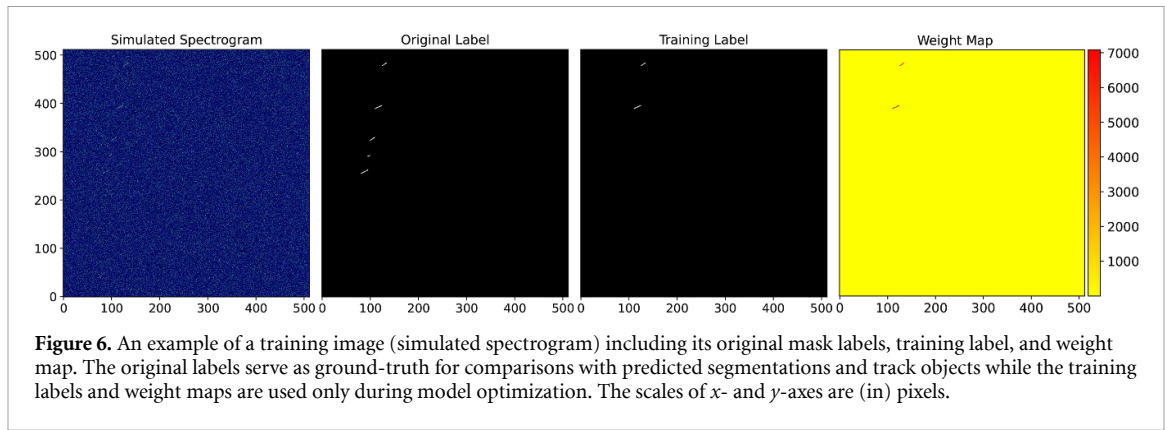 Simulated Spectrogram Original Label Training Label Weight Map
500 7000
400 6000
5000
300 4000
200 3000
100 2000
1000
0
0 100 200 300 400 500 0 100 200 300 400 500 0 100 200 300 400 500 0 100 200 300 400 500
Figure 6. An example of a training image (simulated spectrogram) including its original mask labels, training label, and weight
map. The original labels serve as ground-truth for comparisons with predicted segmentations and track objects while the training
labels and weight maps are used only during model optimization. The scales of x- and y-axes are (in) pixels.